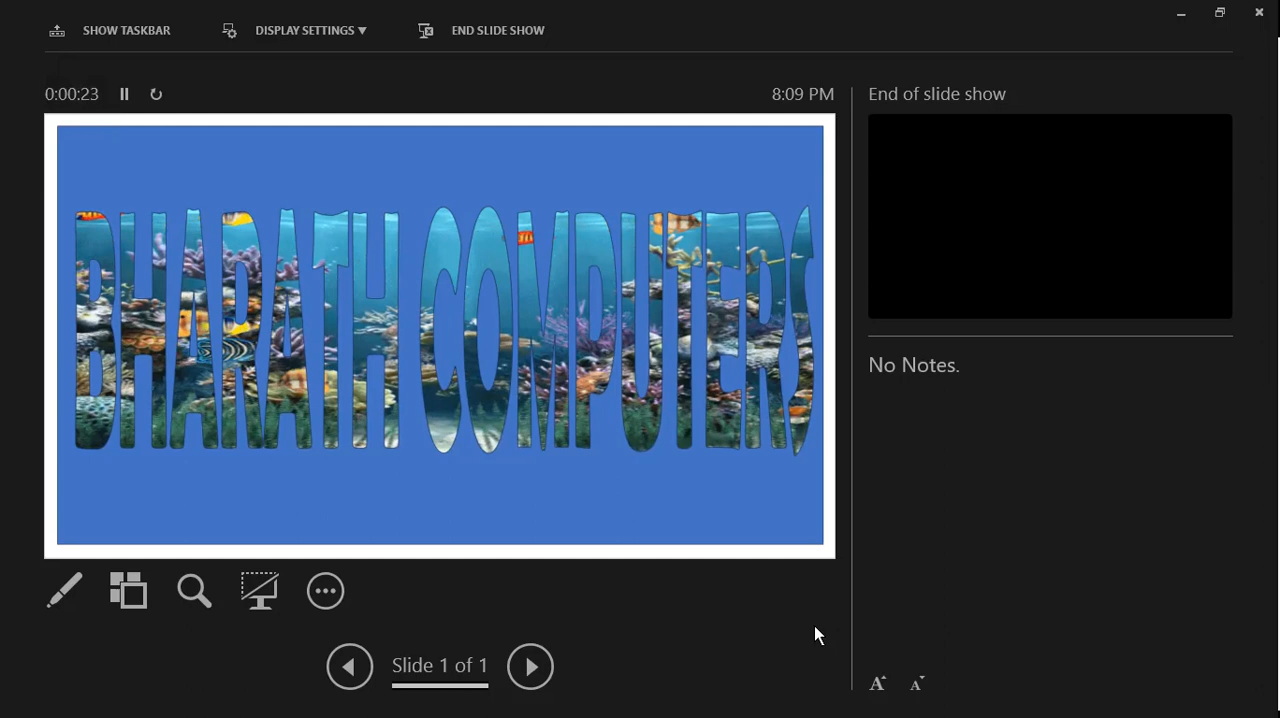 SHOW TASKBAR DISPLAY SETTINGS ▼ END SLIDE SHOW
0:00:23 8:09 PM
BHARATH COMPUTERS
Slide 1 of 1
End of slide show
No Notes.
A A